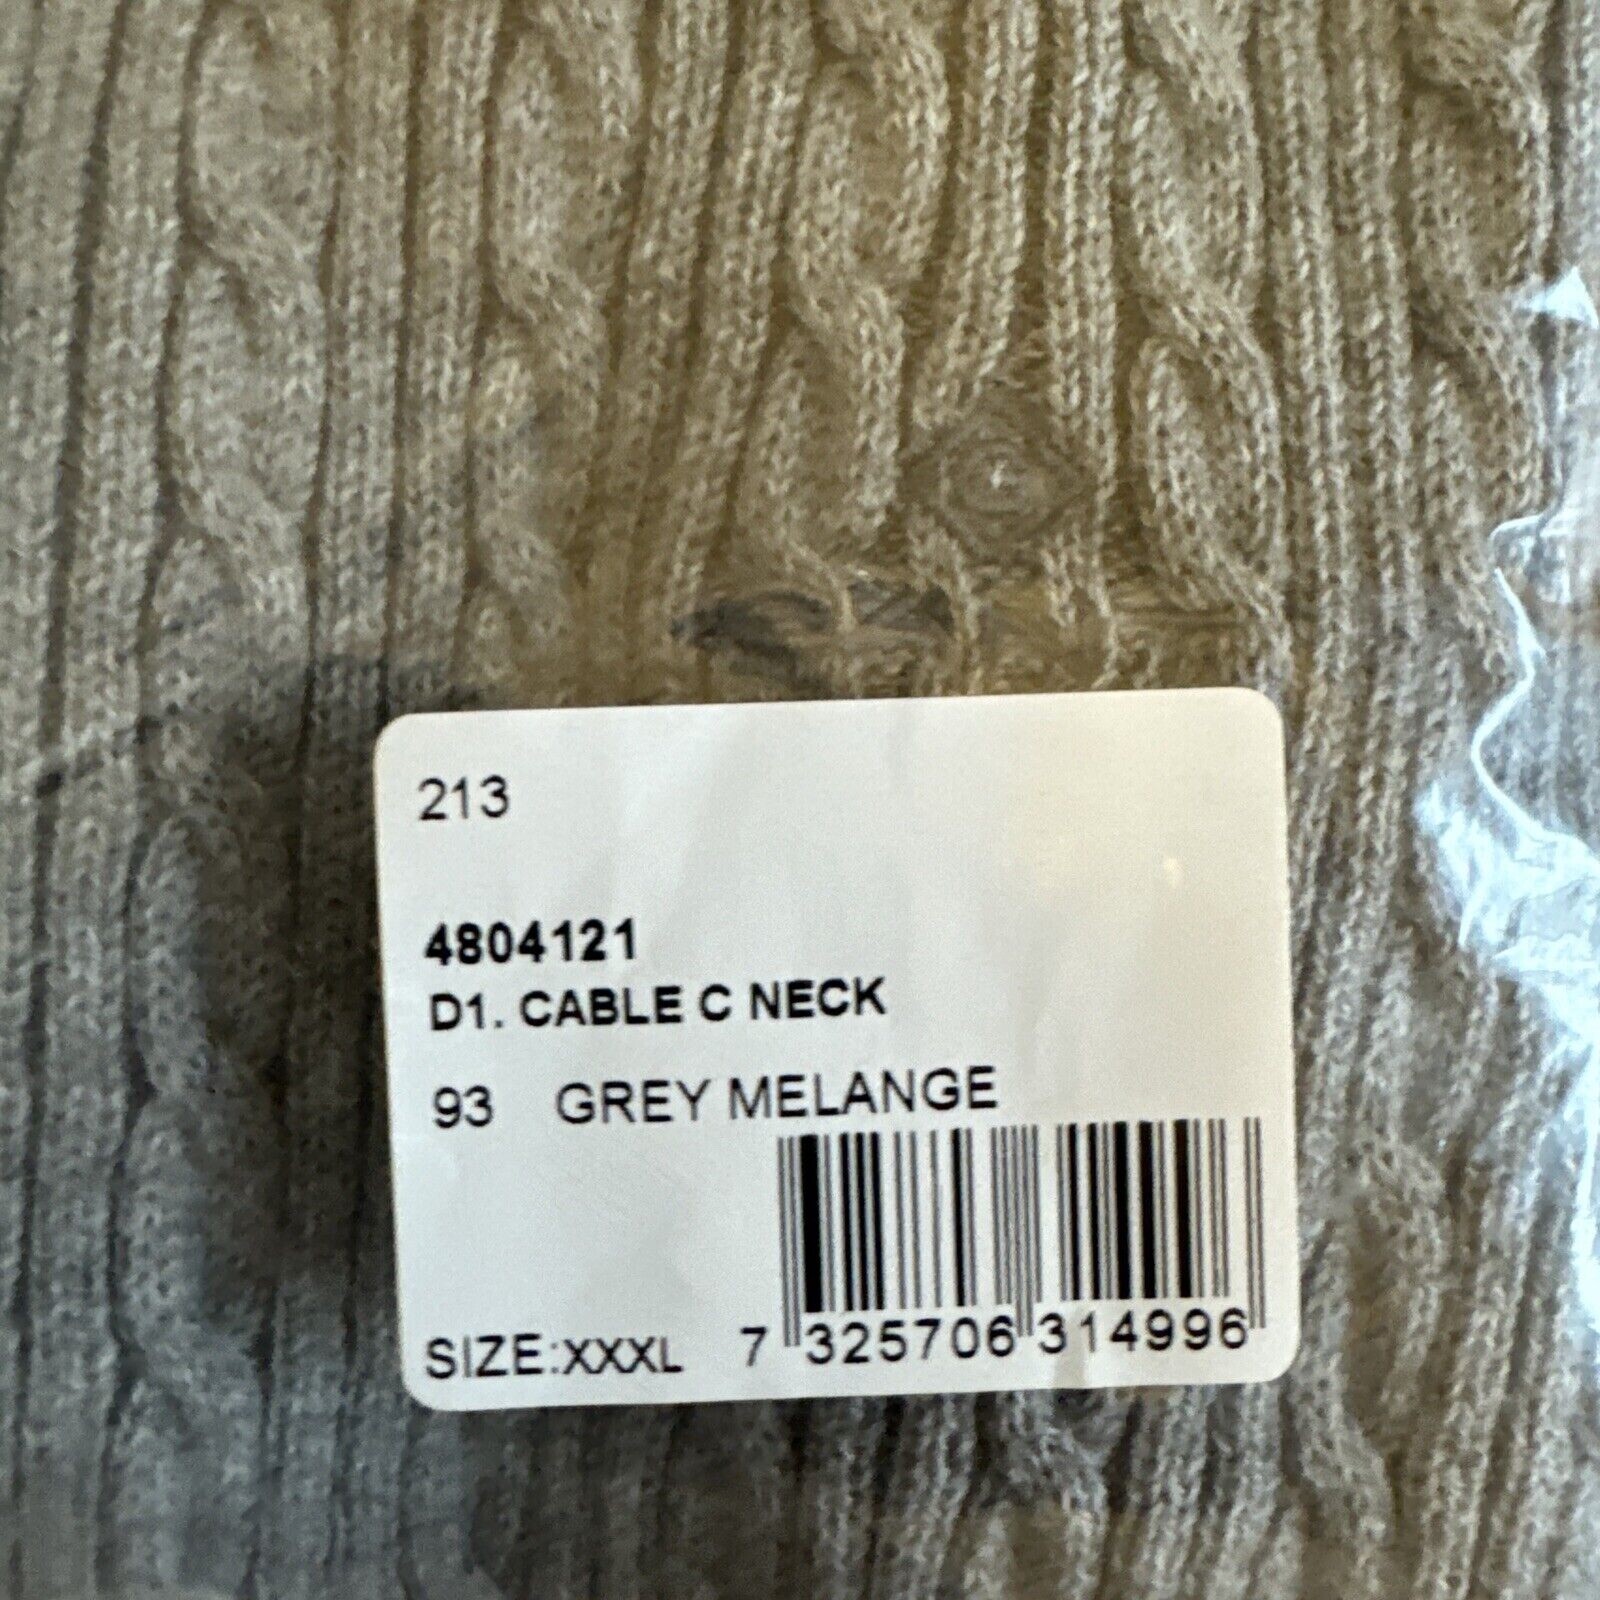 213
4804121
D1. CABLE C NECK
93 GREY MELANGE
SIZE:XXXL
7 325706 314996